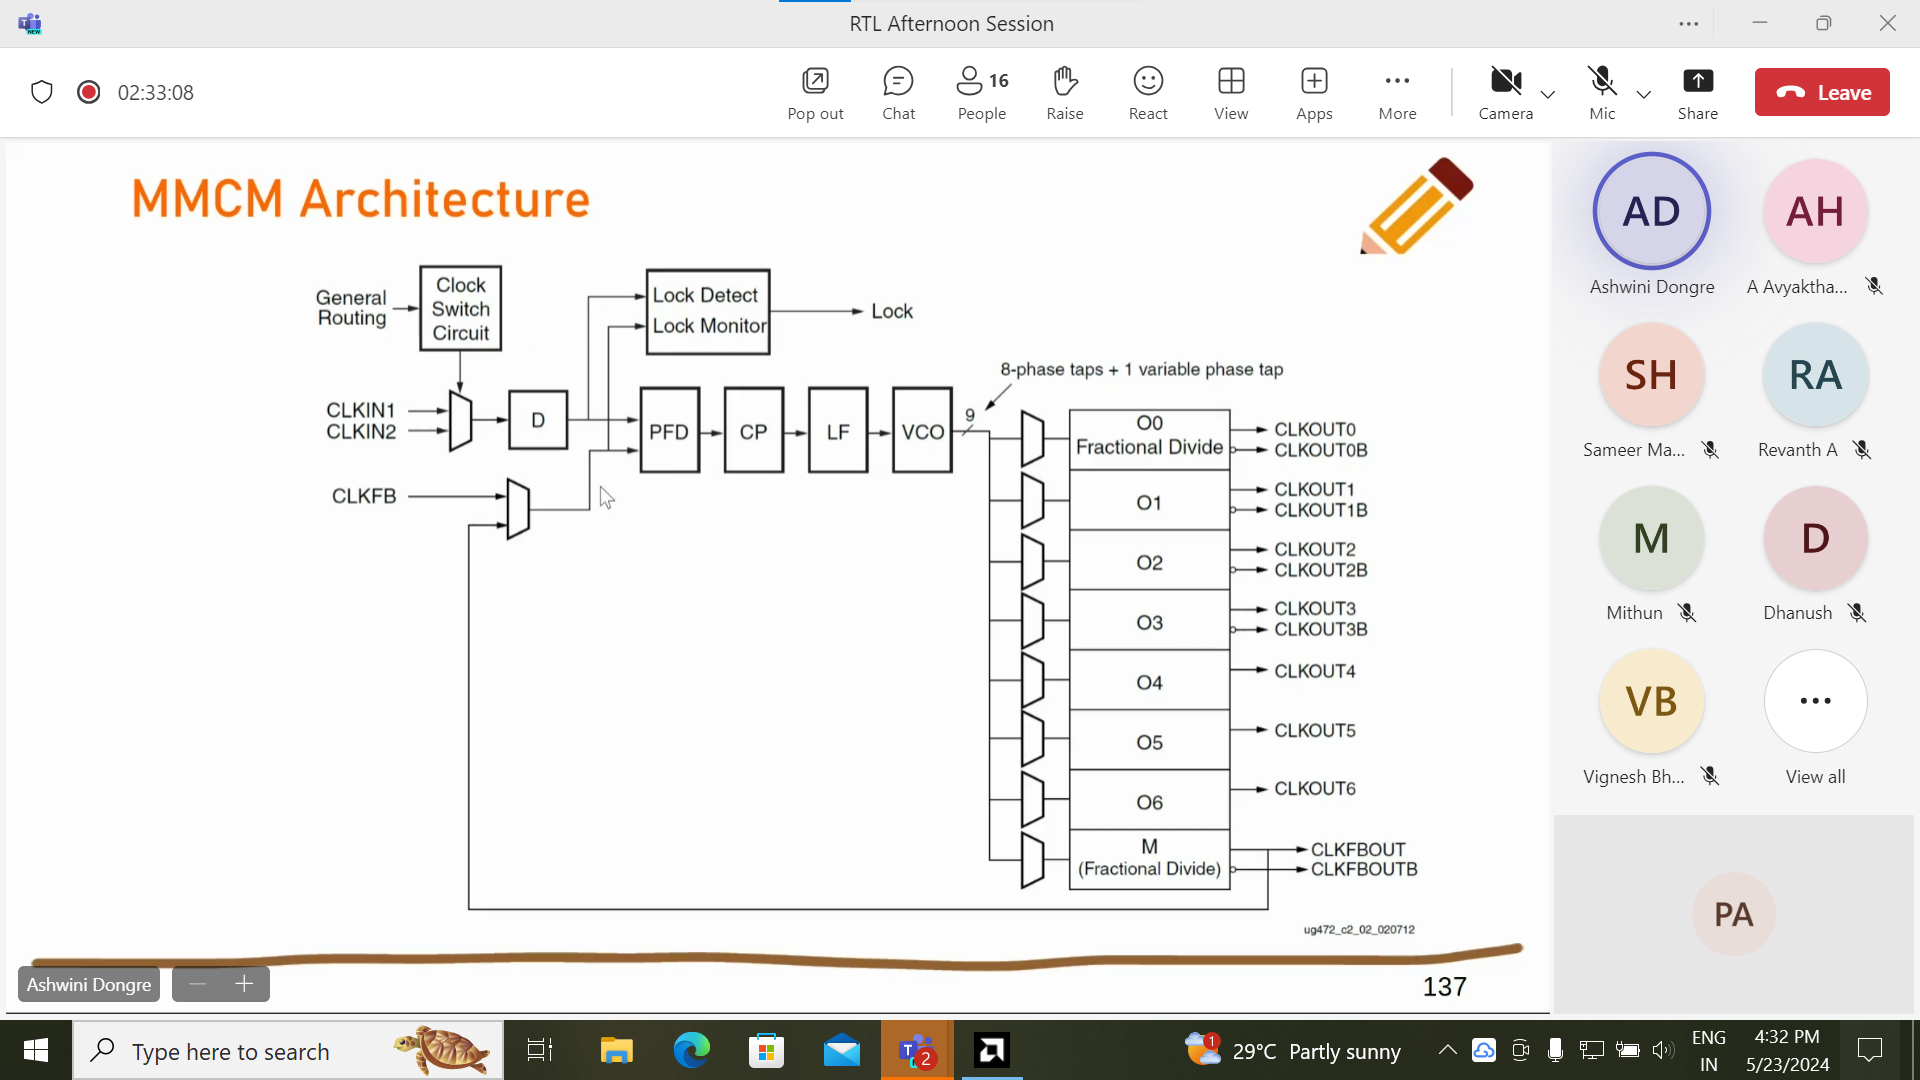 NEW
RTL Afternoon Session
02:33:08
Pop out
Chat
16
People
Raise
React
View
Apps
More
Camera
Mic
Share
Leave
MMCM Architecture
General
Routing
Clock
Switch
Circuit
Lock Detect
Lock Monitor
Lock
8-phase taps + 1 variable phase tap
CLKIN1
CLKIN2
D
PFD
CP
LF
VCO
9
CLKFB
O0
Fractional Divide
CLKOUT0
CLKOUT0B
O1
CLKOUT1
CLKOUT1B
O2
CLKOUT2
CLKOUT2B
O3
CLKOUT3
CLKOUT3B
O4
CLKOUT4
O5
CLKOUT5
O6
CLKOUT6
M
(Fractional Divide)
CLKFBOUT
CLKFBOUTB
ug472_c2_02_020712
137
Ashwini Dongre
AD
Ashwini Dongre
AH
A Avyaktha...
SH
Sameer Ma...
RA
Revanth A
M
Mithun
D
Dhanush
VB
Vignesh Bh...
View all
PA
Type here to search
2
1
29°C Partly sunny
ENG
IN
4:32 PM
5/23/2024